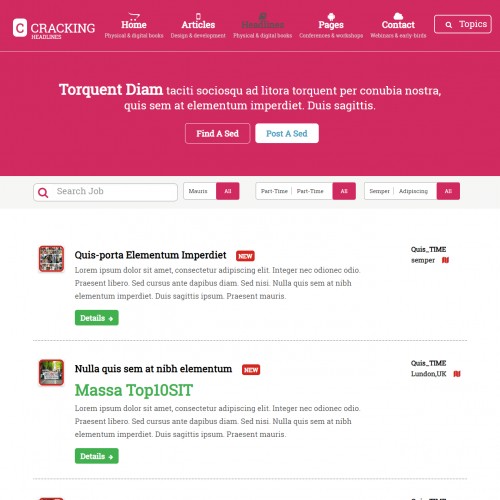 C CRACKING
HEADLINES
Home
Physical & digital books
Articles
Design & development
Headlines
Physical & digital books
Pages
Conferences & workshops
Contact
Webinars & early-birds
Topics
Torquent Diam taciti sociosqu ad litora torquent per conubia nostra,
quis sem at elementum imperdiet. Duis sagittis.
Find A Sed
Post A Sed
Search Job
Mauris
All
Part-Time
Part-Time
All
Semper
Adipiscing
All
Quis-porta Elementum Imperdiet NEW
Quis_TIME
semper
Lorem ipsum dolor sit amet, consectetur adipiscing elit. Integer nec odionec odio.
Praesent libero. Sed cursus ante dapibus diam. Sed nisi. Nulla quis sem at nibh
elementum imperdiet. Duis sagittis ipsum. Praesent mauris.
Details
Nulla quis sem at nibh elementum NEW
Quis_TIME
Lundon,UK
Massa Top10SIT
Lorem ipsum dolor sit amet, consectetur adipiscing elit. Integer nec odionec odio.
Praesent libero. Sed cursus ante dapibus diam. Sed nisi. Nulla quis sem at nibh
elementum imperdiet. Duis sagittis ipsum. Praesent mauris.
Details